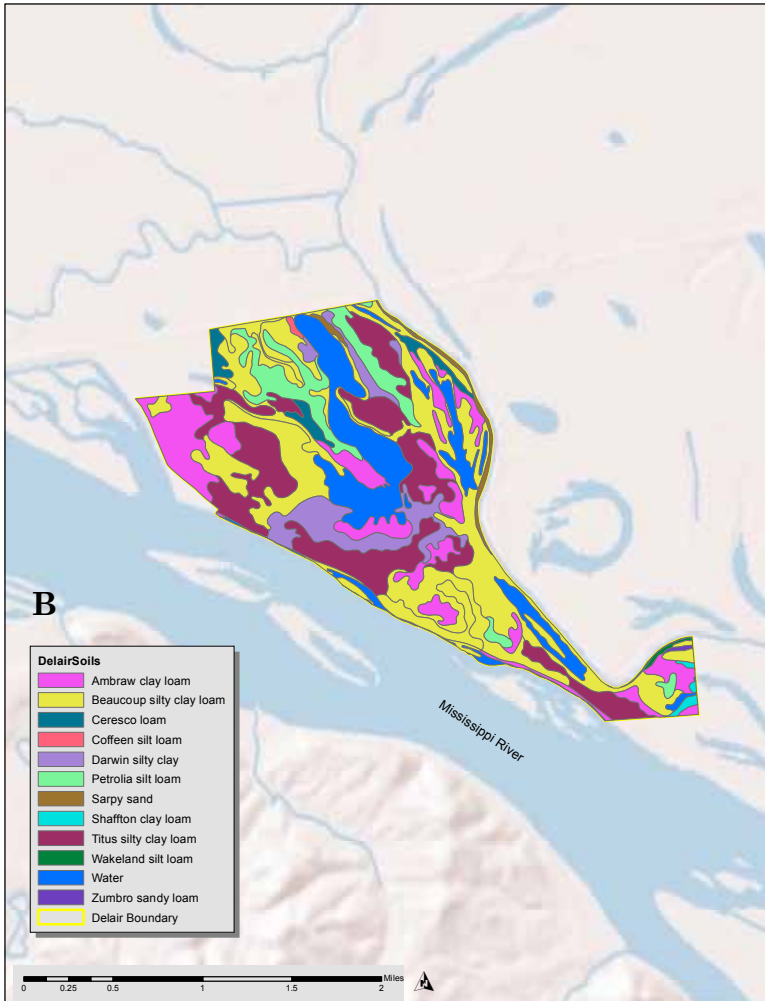 B
DelairSoils
Ambraw clay loam
Beaucoup silty clay loam
Ceresco loam
Coffeen silt loam
Darwin silty clay
Petrolia silt loam
Sarpy sand
Shaffton clay loam
Titus silty clay loam
Wakeland silt loam
Water
Zumbro sandy loam
Delair Boundary
Mississippi River
Miles
0 0.25 0.5 1 1.5 2